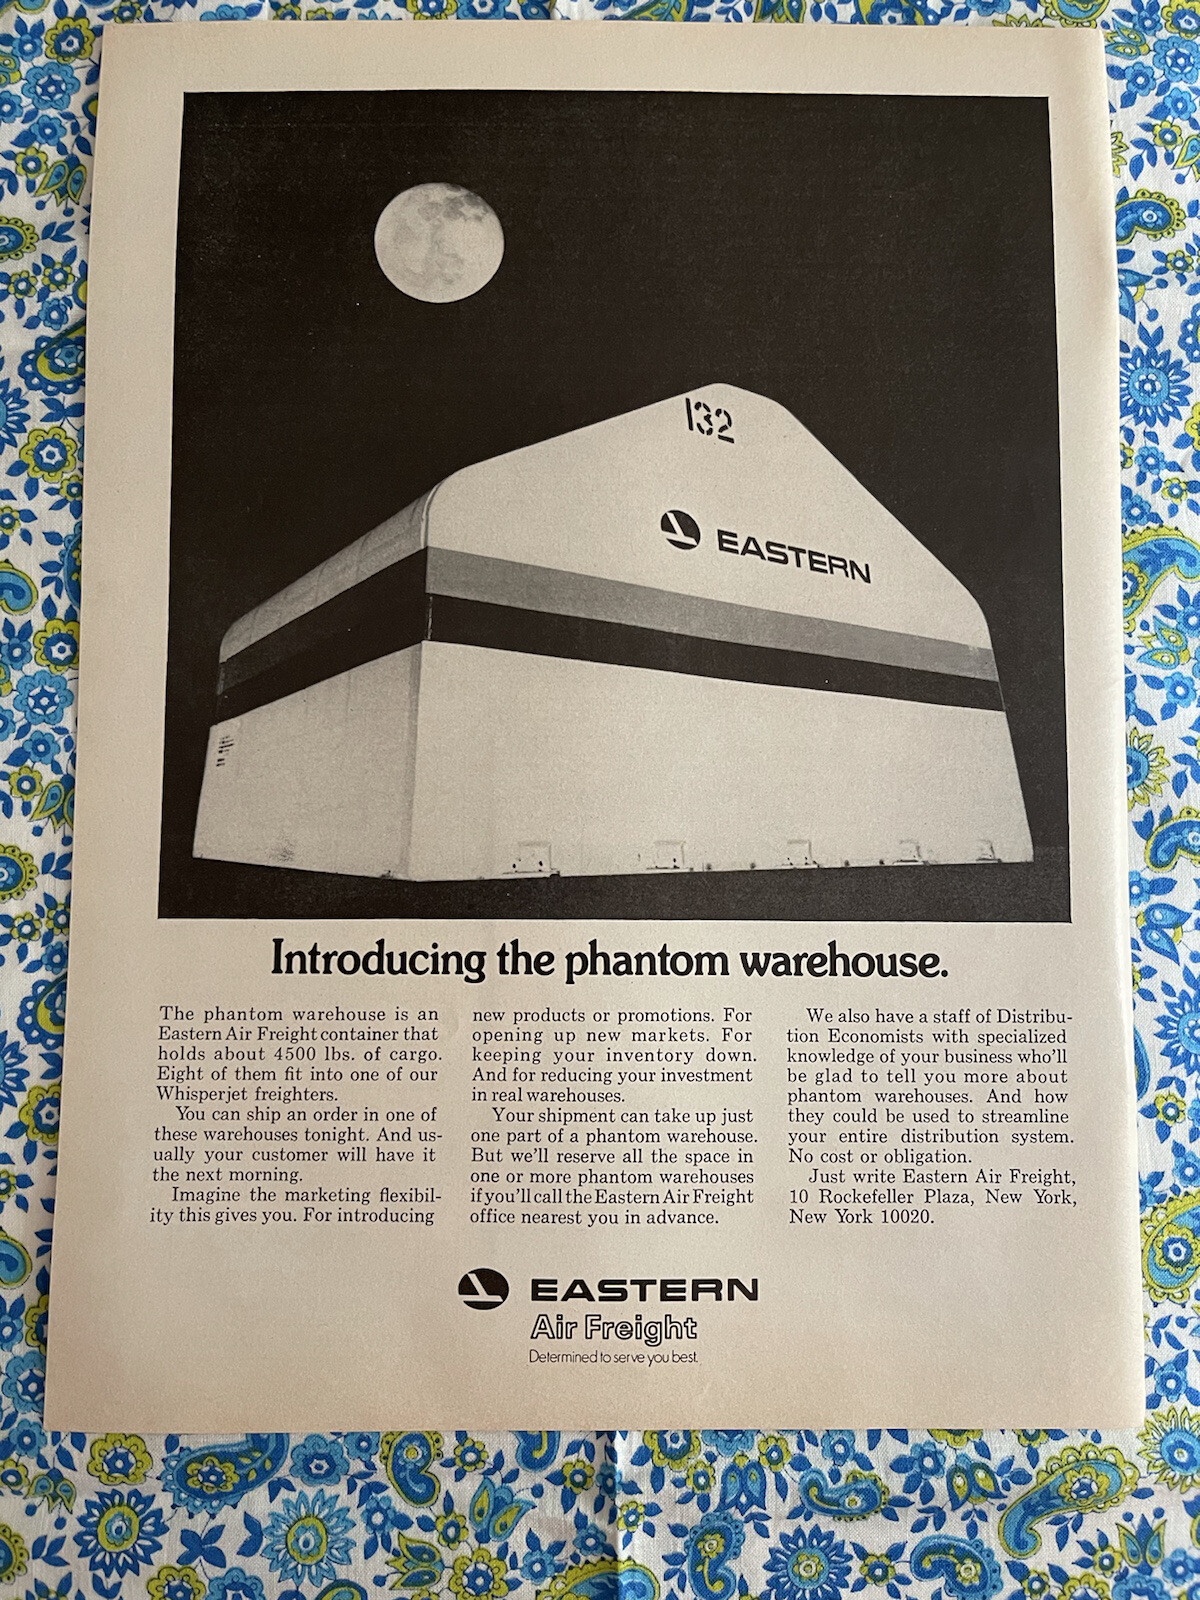 132
EASTERN
Introducing the phantom warehouse.
The phantom warehouse is an
Eastern Air Freight container that
holds about 4500 lbs. of cargo.
Eight of them fit into one of our
Whisperjet freighters.
You can ship an order in one of
these warehouses tonight. And us-
ually your customer will have it
the next morning.
Imagine the marketing flexibil-
ity this gives you. For introducing
new products or promotions. For
opening up new markets. For
keeping your inventory down.
And for reducing your investment
in real warehouses.
Your shipment can take up just
one part of a phantom warehouse.
But we'll reserve all the space in
one or more phantom warehouses
if you'll call the Eastern Air Freight
office nearest you in advance.
We also have a staff of Distribu-
tion Economists with specialized
knowledge of your business who'll
be glad to tell you more about
phantom warehouses. And how
they could be used to streamline
your entire distribution system.
No cost or obligation.
Just write Eastern Air Freight,
10 Rockefeller Plaza, New York,
New York 10020.
EASTERN
Air Freight
Determined to serve you best.